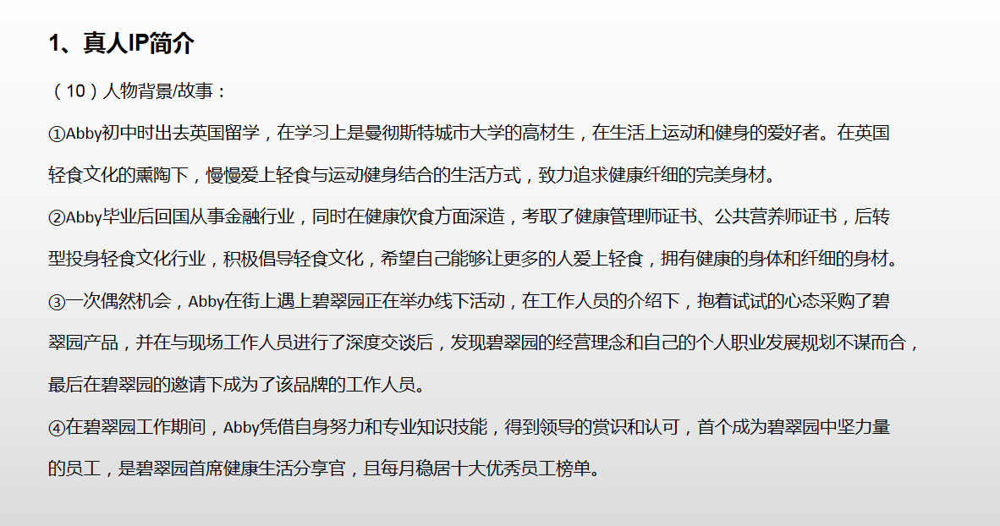 1、真人IP简介
（10）人物背景/故事：
①Abby初中时出去英国留学，在学习上是曼彻斯特城市大学的高材生，在生活上运动和健身的爱好者。在英国
轻食文化的熏陶下，慢慢爱上轻食与运动健身结合的生活方式，致力追求健康纤细的完美身材。
②Abby毕业后回国从事金融行业，同时在健康饮食方面深造，考取了健康管理师证书、公共营养师证书，后转
型投身轻食文化行业，积极倡导轻食文化，希望自己能够让更多的人爱上轻食，拥有健康的身体和纤细的身材。
③一次偶然机会，Abby在街上遇上碧翠园正在举办线下活动，在工作人员的介绍下，抱着试试的心态采购了碧
翠园产品，并在与现场工作人员进行了深度交谈后，发现碧翠园的经营理念和自己的个人职业发展规划不谋而合，
最后在碧翠园的邀请下成为了该品牌的工作人员。
④在碧翠园工作期间，Abby凭借自身努力和专业知识技能，得到领导的赏识和认可，首个成为碧翠园中坚力量
的员工，是碧翠园首席健康生活分享官，且每月稳居十大优秀员工榜单。